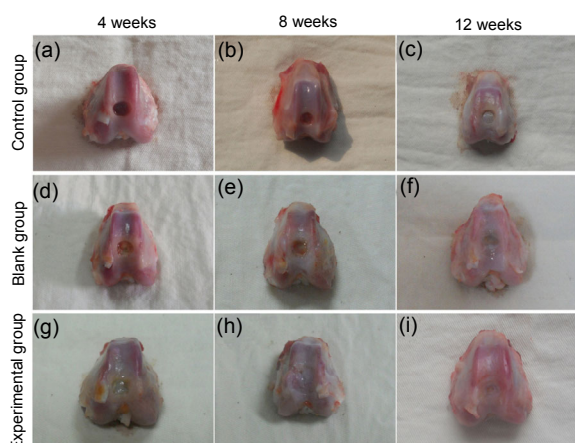 4 weeks
8 weeks
12 weeks
Control group
(a)
(b)
(c)
Blank group
(d)
(e)
(f)
Experimental group
(g)
(h)
(i)